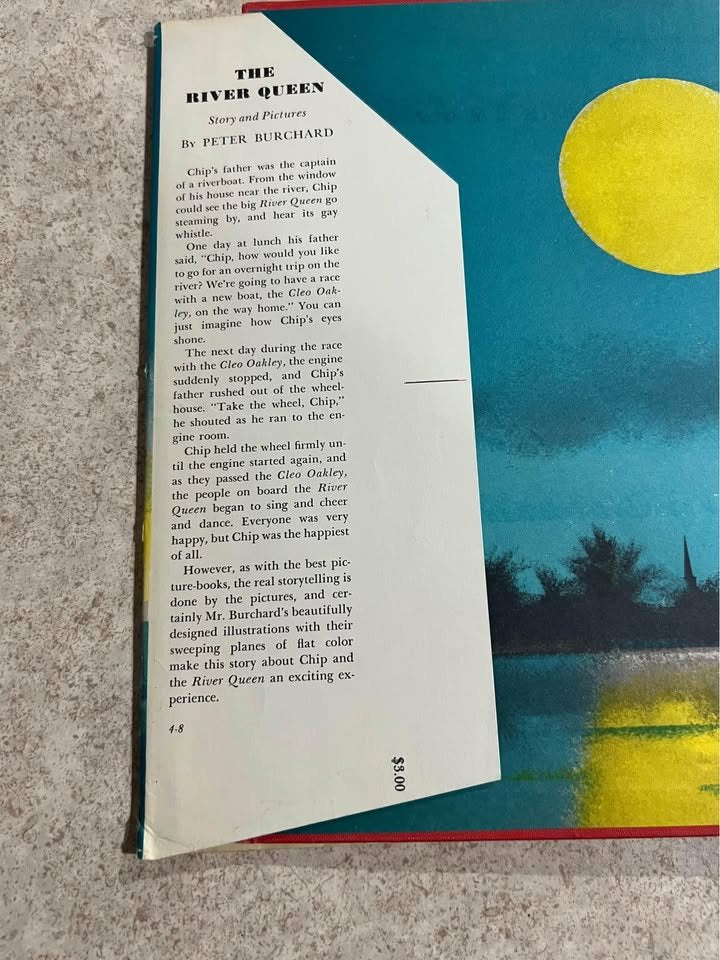 THE
RIVER QUEEN
Story and Pictures
By PETER BURCHARD
Chip's father was the captain
of a riverboat. From the window
of his house near the river, Chip
could see the big River Queen go
steaming by, and hear its gay
whistle.
One day at lunch his father
said, "Chip, how would you like
to go for an overnight trip on the
river? We're going to have a race
with a new boat, the Cleo Oak-
ley, on the way home." You can
just imagine how Chip's eyes
shone.
The next day during the race
with the Cleo Oakley, the engine
suddenly stopped, and Chip's
father rushed out of the wheel-
house. "Take the wheel, Chip,"
he shouted as he ran to the en-
gine room.
Chip held the wheel firmly un-
til the engine started again, and
as they passed the Cleo Oakley,
the people on board the River
Queen began to sing and cheer
and dance. Everyone was very
happy, but Chip was the happiest
of all.
However, as with the best pic-
ture-books, the real storytelling is
done by the pictures, and cer-
tainly Mr. Burchard's beautifully
designed illustrations with their
sweeping planes of flat color
make this story about Chip and
the River Queen an exciting ex-
perience.
4-8
$3.00